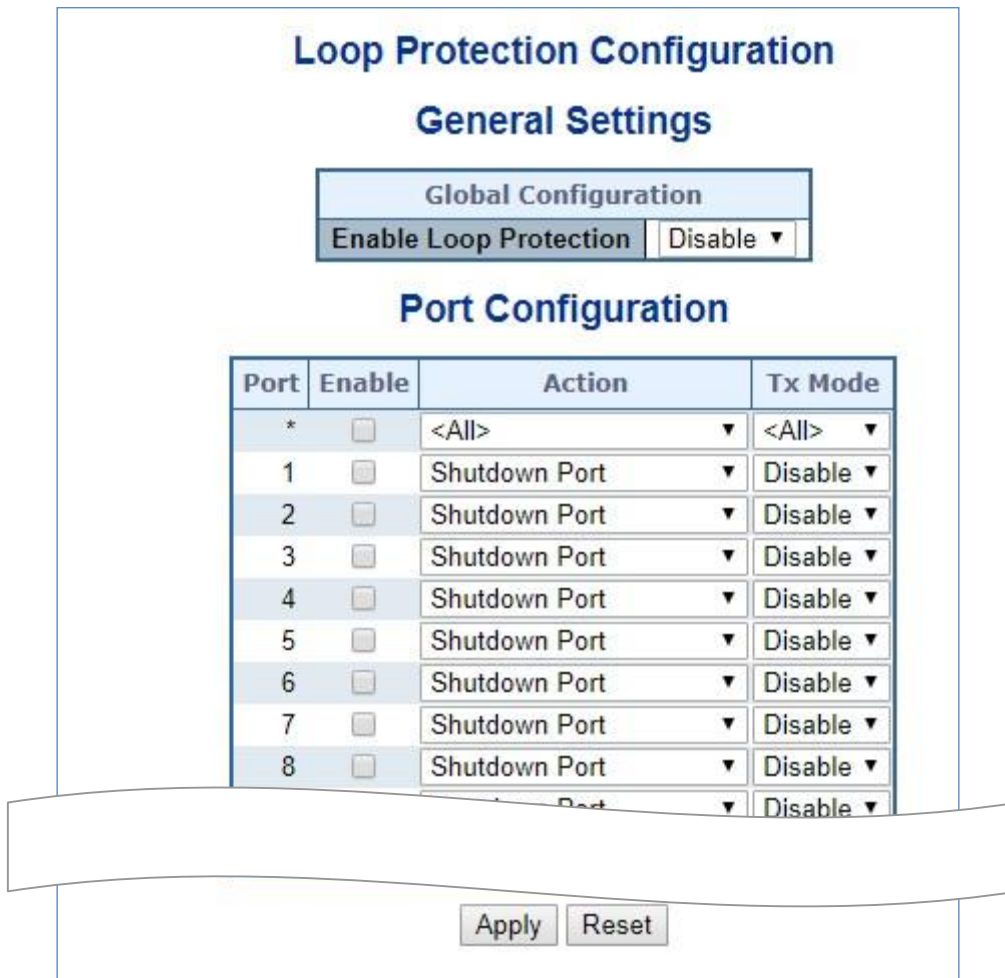 Loop Protection Configuration
General Settings
Global Configuration
Enable Loop Protection Disable
Port Configuration
Port Enable Action Tx Mode
* <All> <All>
1 Shutdown Port Disable
2 Shutdown Port Disable
3 Shutdown Port Disable
4 Shutdown Port Disable
5 Shutdown Port Disable
6 Shutdown Port Disable
7 Shutdown Port Disable
8 Shutdown Port Disable
Port Disable
Apply Reset